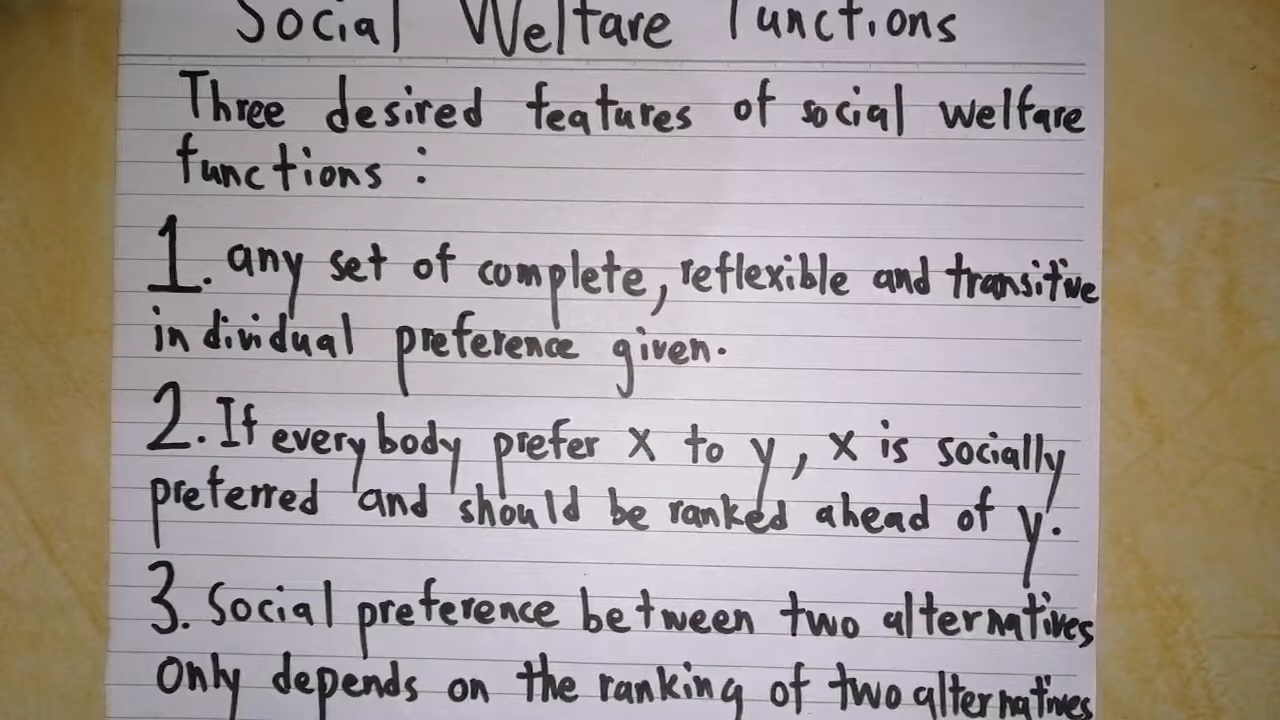 Social Welfare functions
Three desired features of social welfare
functions :
1. any set of complete, reflexible and transitive
individual preference given.
2. If everybody prefer x to y, x is socially
preferred and should be ranked ahead of y.
3. Social preference between two alternatives
only depends on the ranking of two alternatives